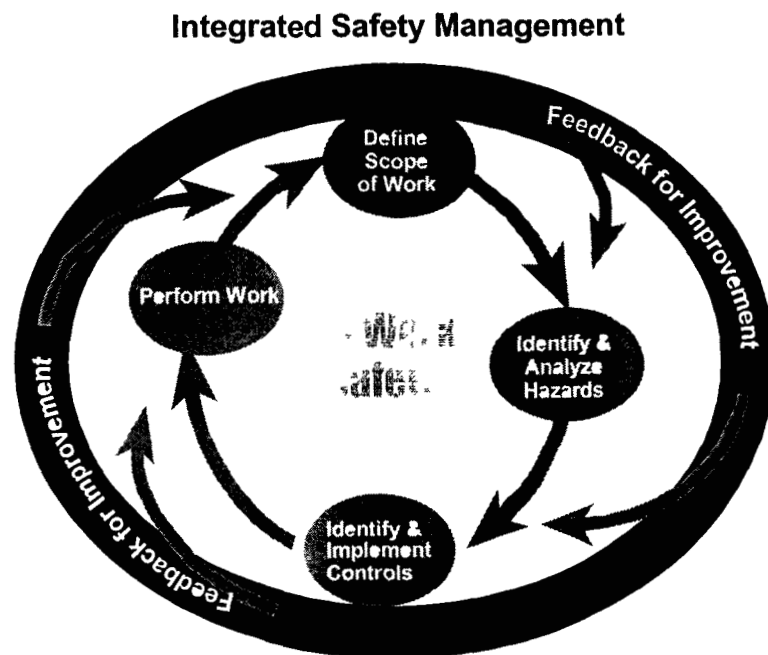 Integrated Safety Management
Define
Scope
of Work
Feedback for Improvement
Perform Work
Identify &
Analyze
Hazards
Identify &
Implement
Controls
Feedback for Improvement